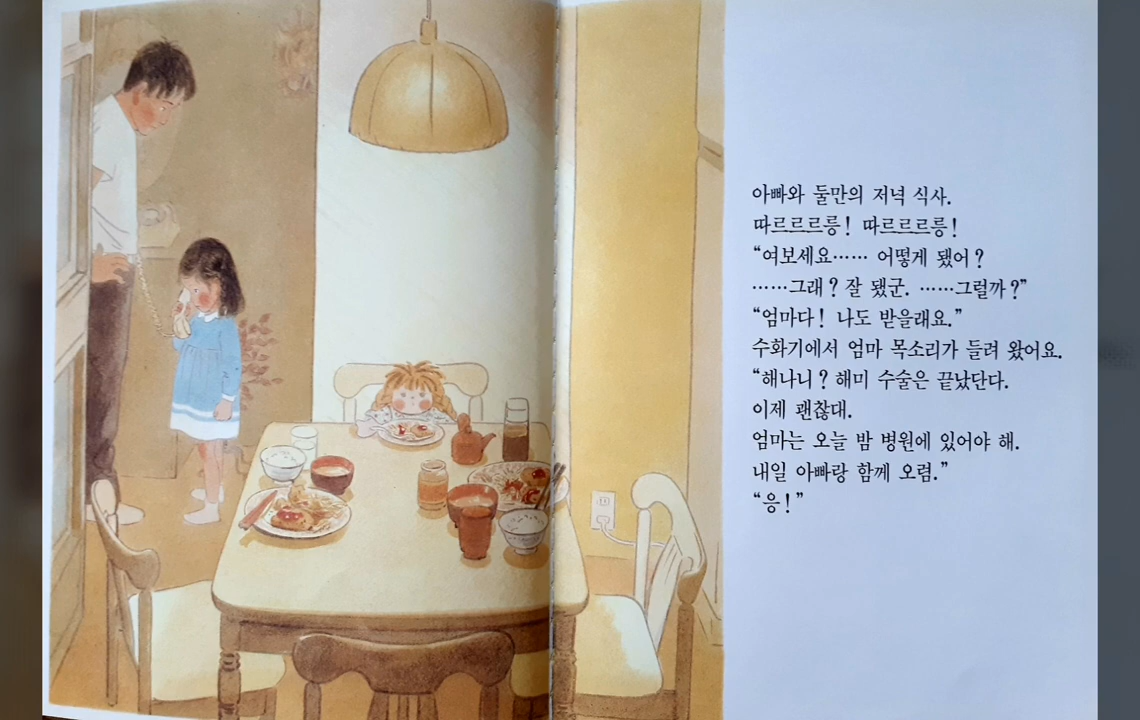 아빠와 둘만의 저녁 식사.
따르르르릉! 따르르르릉!
“여보세요…… 어떻게 됐어?
……그래? 잘 됐군. ……그럴까?”
“엄마다! 나도 받을래요.”
수화기에서 엄마 목소리가 들려 왔어요.
“해나니? 해미 수술은 끝났단다.
이제 괜찮대.
엄마는 오늘 밤 병원에 있어야 해.
내일 아빠랑 함께 오렴.”
“응!”